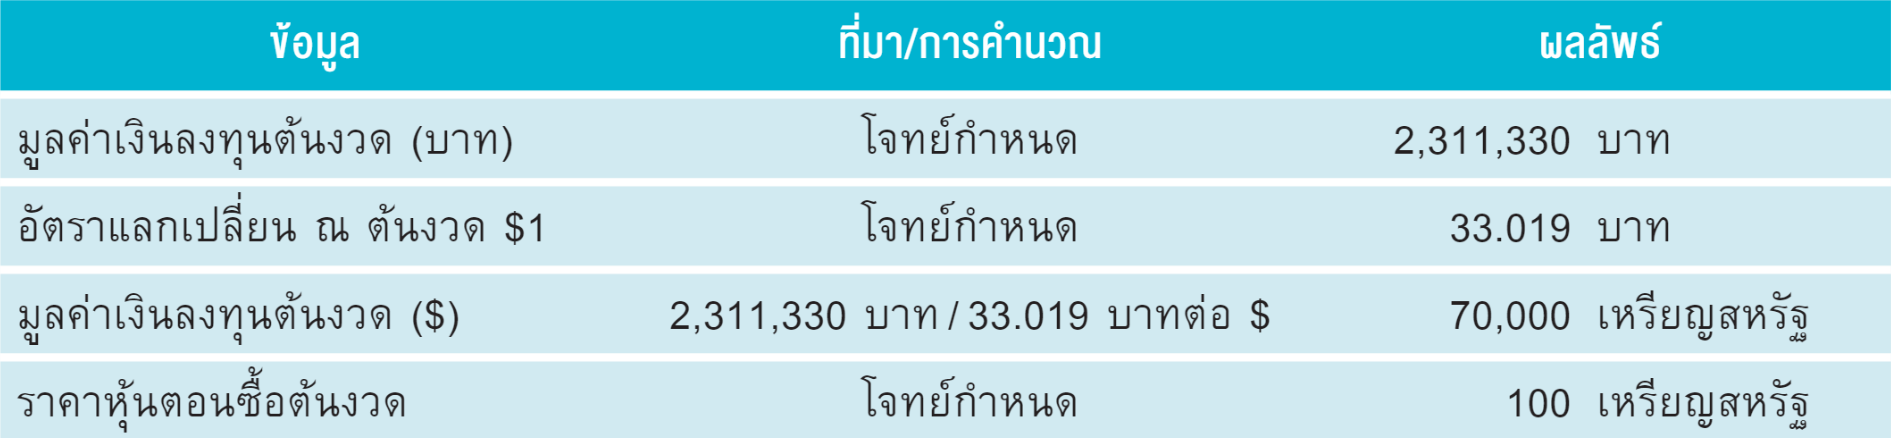 ข้อมูล ที่มา/การคำนวณ ผลลัพธ์
มูลค่าเงินลงทุนต้นงวด (บาท) โจทย์กำหนด 2,311,330 บาท
อัตราแลกเปลี่ยน ณ ต้นงวด $1 โจทย์กำหนด 33.019 บาท
มูลค่าเงินลงทุนต้นงวด ($) 2,311,330 บาท / 33.019 บาทต่อ $ 70,000 เหรียญสหรัฐ
ราคาหุ้นตอนซื้อต้นงวด โจทย์กำหนด 100 เหรียญสหรัฐ